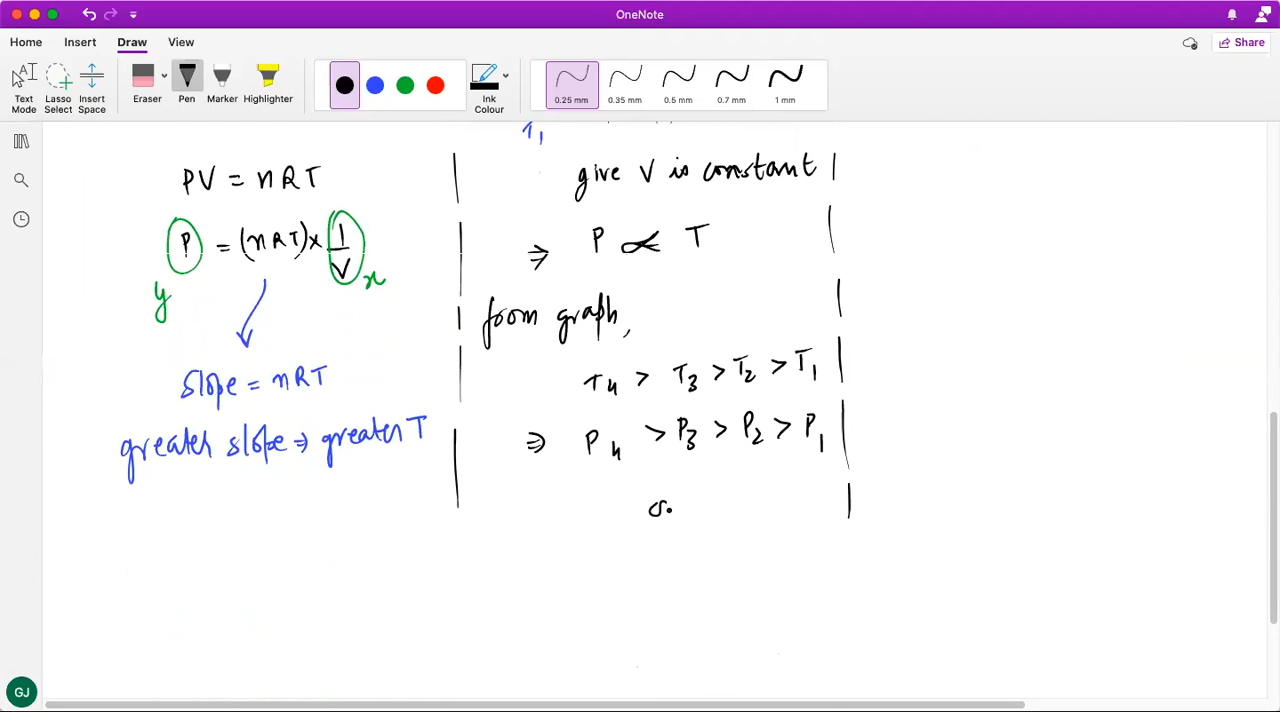 OneNote
Home Insert Draw View
Share
Text Mode
Lasso Select
Insert Space
Eraser
Pen
Marker
Highlighter
Ink Colour
0.25 mm
0.35 mm
0.5 mm
0.7 mm
1 mm
T1
PV = nRT
P = (nRT) × 1/V
y
x
slope = nRT
greater slope ⇒ greater T
give V is constant
⇒ P ∝ T
from graph,
T4 > T3 > T2 > T1
⇒ P4 > P3 > P2 > P1
GJ